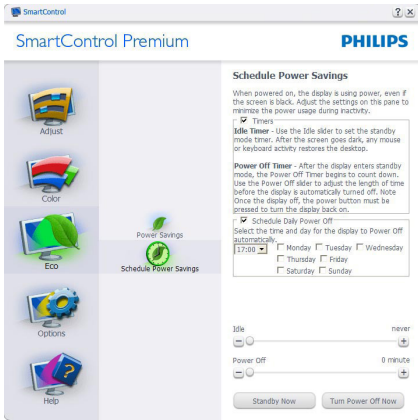 SmartControl
? ×
SmartControl Premium
PHILIPS
Adjust
Color
Eco
Options
Help
Power Savings
Schedule Power Savings
Schedule Power Savings
When powered on, the display is using power, even if
the screen is black. Adjust the settings on this pane to
minimize the power usage during inactivity.
Timers
Idle Timer - Use the Idle slider to set the standby
mode timer. After the screen goes dark, any mouse
or keyboard activity restores the desktop.
Power Off Timer - After the display enters standby
mode, the Power Off Timer begins to count down.
Use the Power Off slider to adjust the length of time
before the display is automatically turned off. Note
Once the display off, the power button must be
pressed to turn the display back on.
Schedule Daily Power Off
Select the time and day for the display to Power Off
automatically.
17:00 Monday Tuesday Wednesday
Thursday Friday
Saturday Sunday
Idle never
Power Off 0 minute
Standby Now Turn Power Off Now